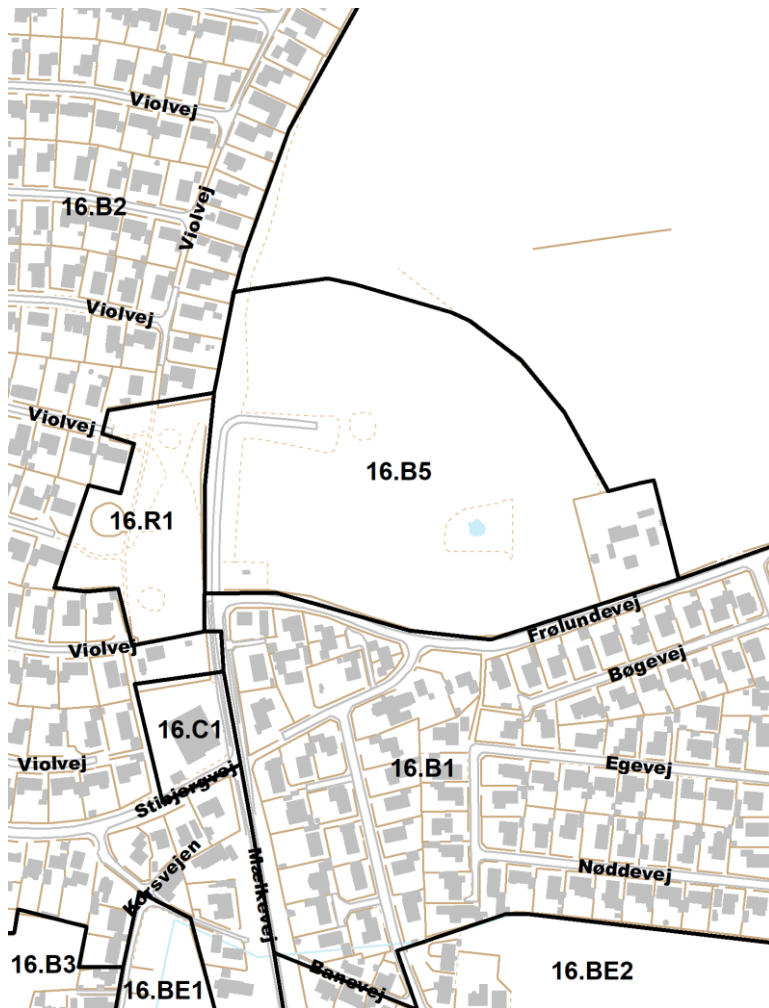 Violvej
16.B2
Violvej
Violvej
Violvej
16.B5
16.R1
Frølundevej
Violvej
Bøgevej
16.C1
Violvej
16.B1
Egevej
Stibjergvej
Mælkevej
Nøddevej
Korsvejen
16.B3
16.BE1
Banevej
16.BE2